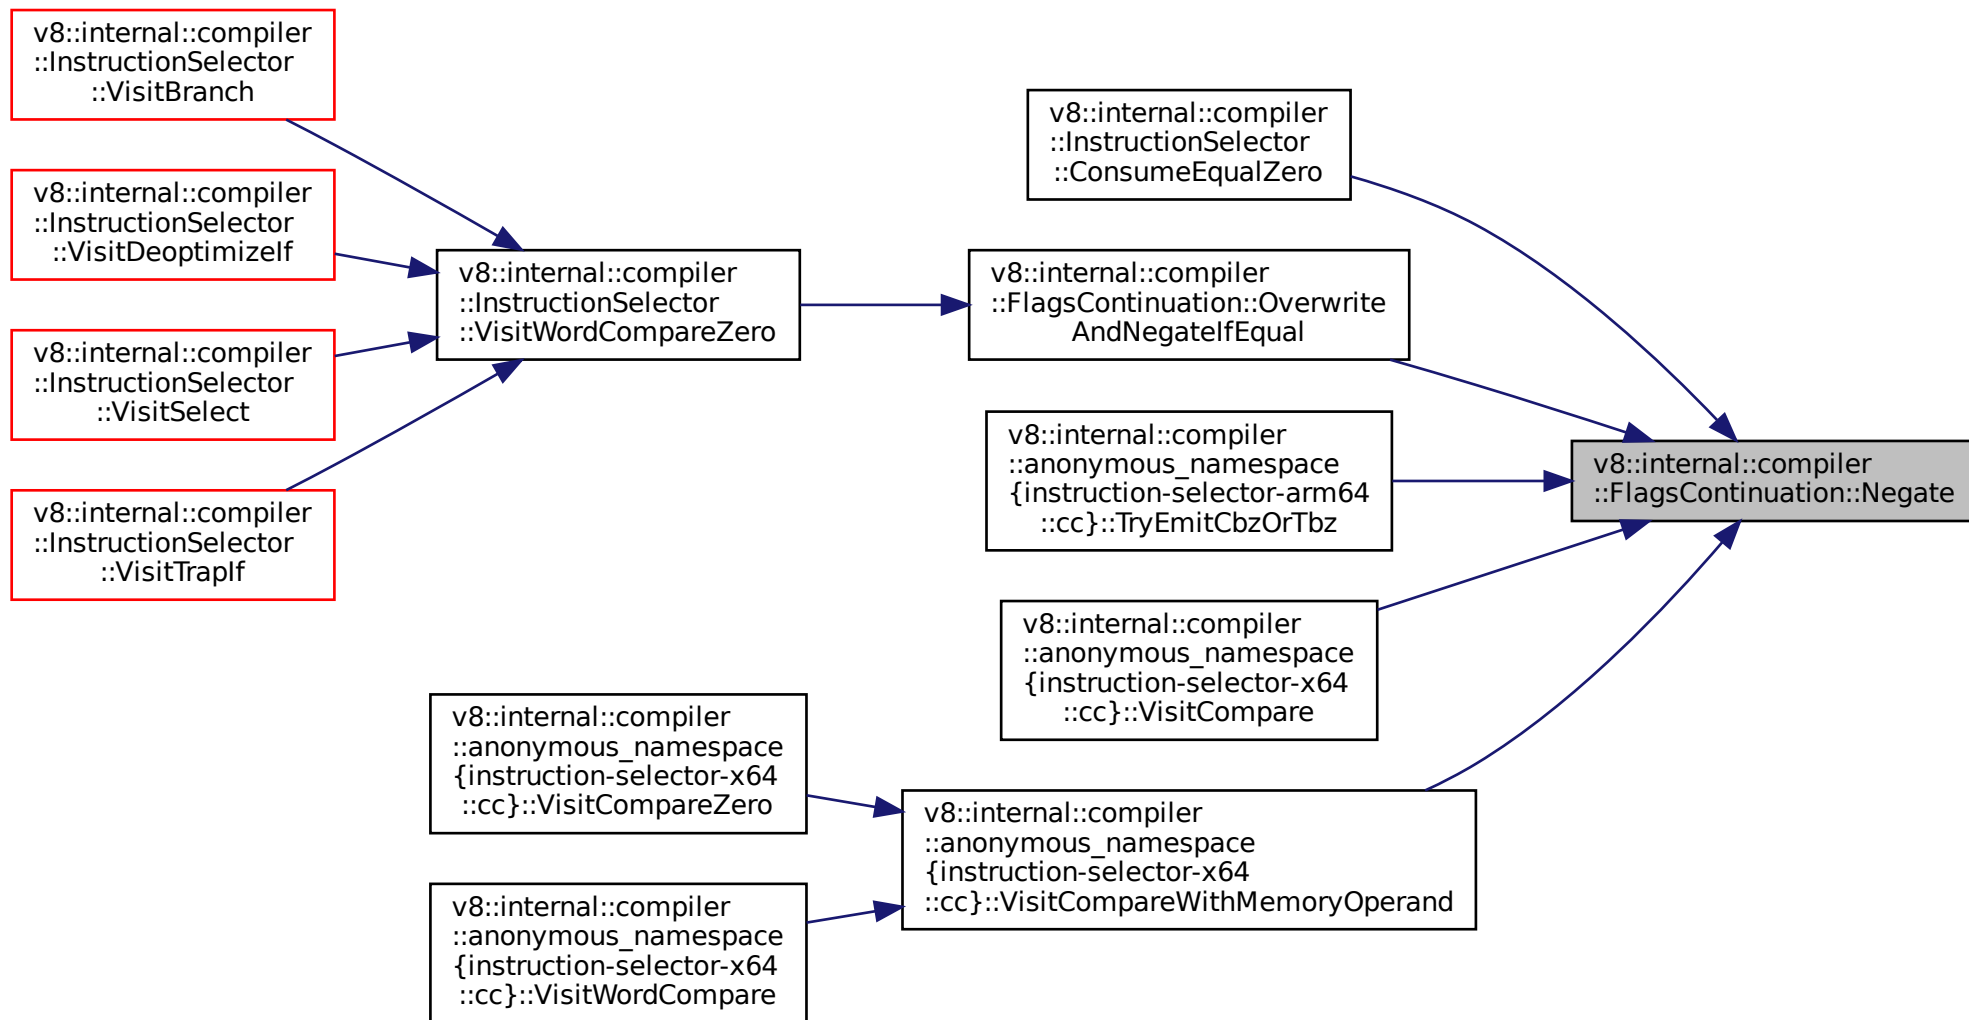 v8::internal::compiler
::InstructionSelector
::VisitBranch
v8::internal::compiler
::InstructionSelector
::VisitDeoptimizeIf
v8::internal::compiler
::InstructionSelector
::VisitSelect
v8::internal::compiler
::InstructionSelector
::VisitTrapIf
v8::internal::compiler
::InstructionSelector
::VisitWordCompareZero
v8::internal::compiler
::anonymous_namespace
{instruction-selector-x64
::cc}::VisitCompareZero
v8::internal::compiler
::anonymous_namespace
{instruction-selector-x64
::cc}::VisitWordCompare
v8::internal::compiler
::InstructionSelector
::ConsumeEqualZero
v8::internal::compiler
::FlagsContinuation::Overwrite
AndNegateIfEqual
v8::internal::compiler
::anonymous_namespace
{instruction-selector-arm64
::cc}::TryEmitCbzOrTbz
v8::internal::compiler
::anonymous_namespace
{instruction-selector-x64
::cc}::VisitCompare
v8::internal::compiler
::anonymous_namespace
{instruction-selector-x64
::cc}::VisitCompareWithMemoryOperand
v8::internal::compiler
::FlagsContinuation::Negate